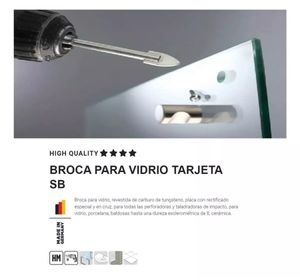 HIGH QUALITY
BROCA PARA VIDRIO TARJETA
SB
Broca para vidrio, revestida de carburo de tungsteno, placa con rectificado
especial y en cruz, para todas las perforadoras y taladradoras de impacto, para
vidrio, porcelana, baldosas hasta una dureza esclerométrica de 5, cerámica.
MADE IN
GERMANY
HM